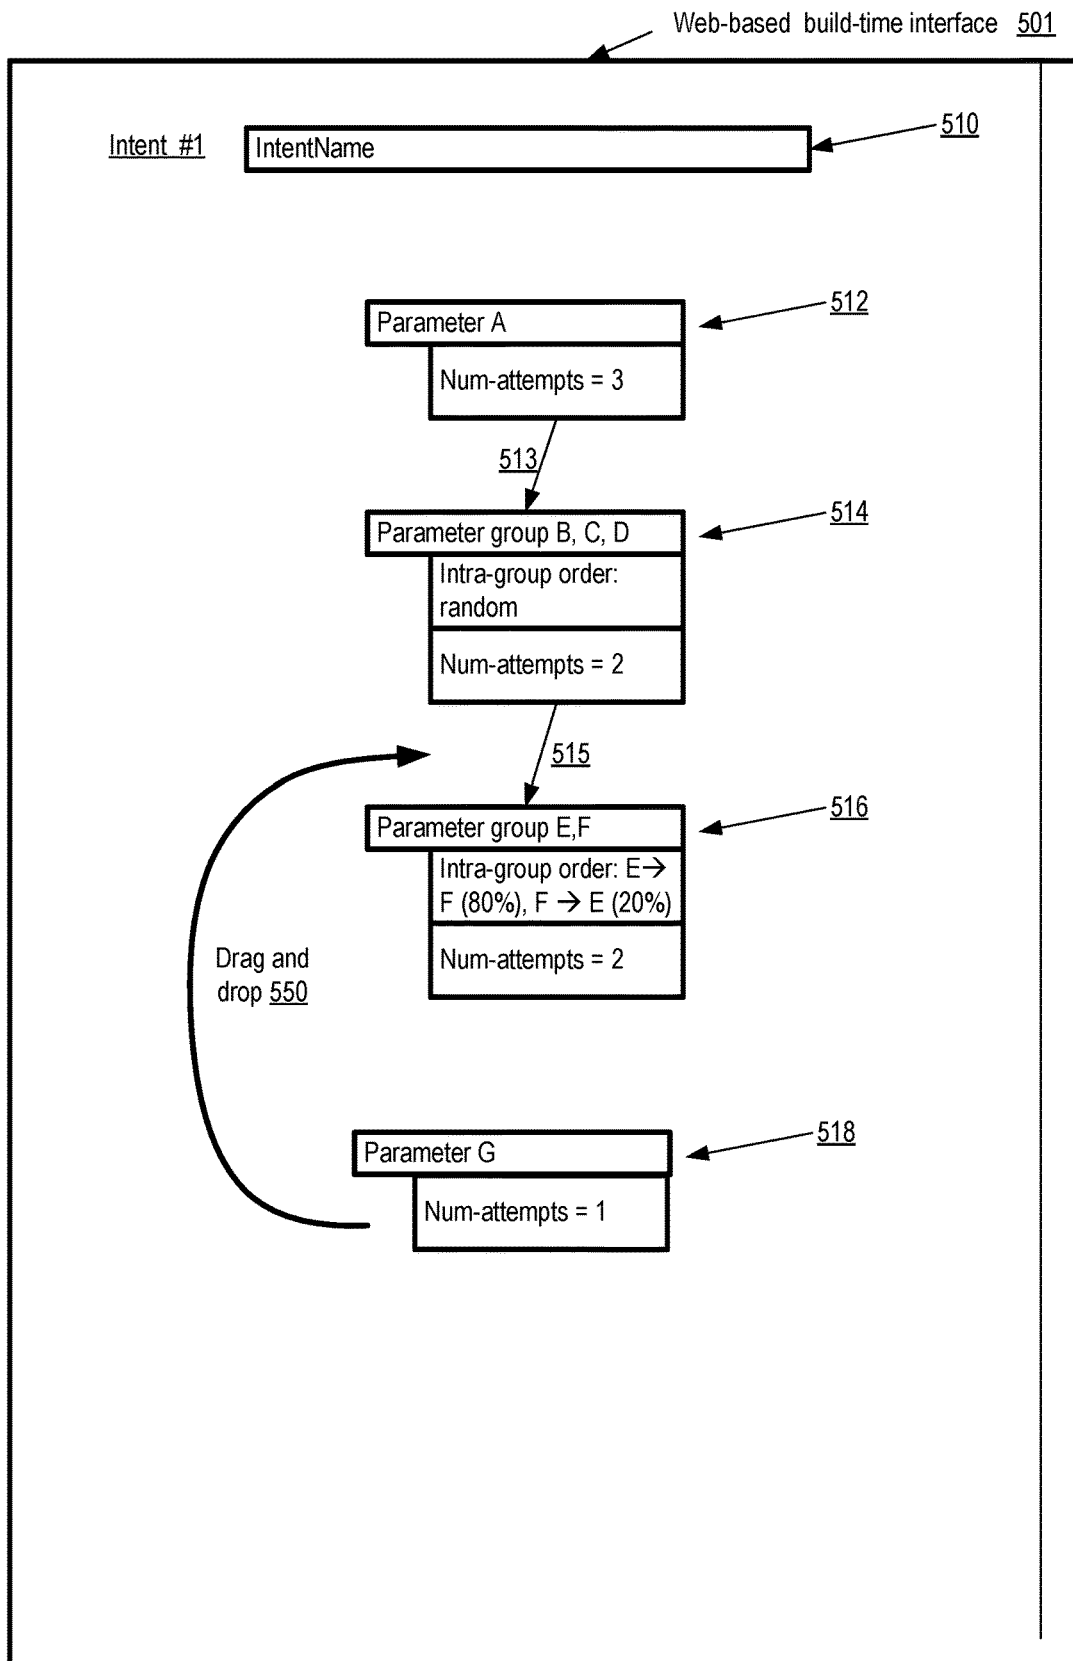 Web-based build-time interface 501
Intent #1 IntentName 510
Parameter A 512
Num-attempts = 3
513
Parameter group B, C, D 514
Intra-group order:
random
Num-attempts = 2
515
Parameter group E,F 516
Intra-group order: E→
F (80%), F → E (20%)
Num-attempts = 2
Drag and
drop 550
Parameter G 518
Num-attempts = 1